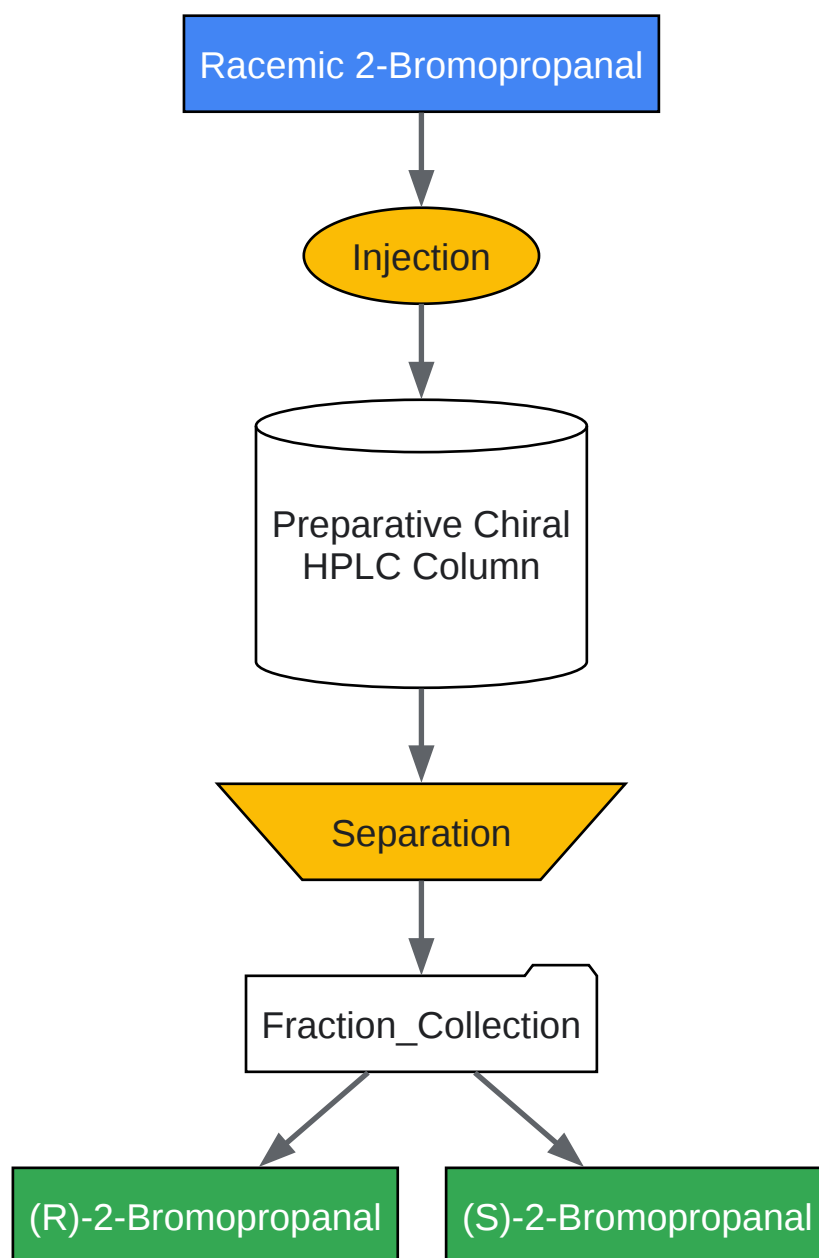 Racemic 2-Bromopropanal
Injection
Preparative Chiral
HPLC Column
Separation
Fraction_Collection
(R)-2-Bromopropanal
(S)-2-Bromopropanal